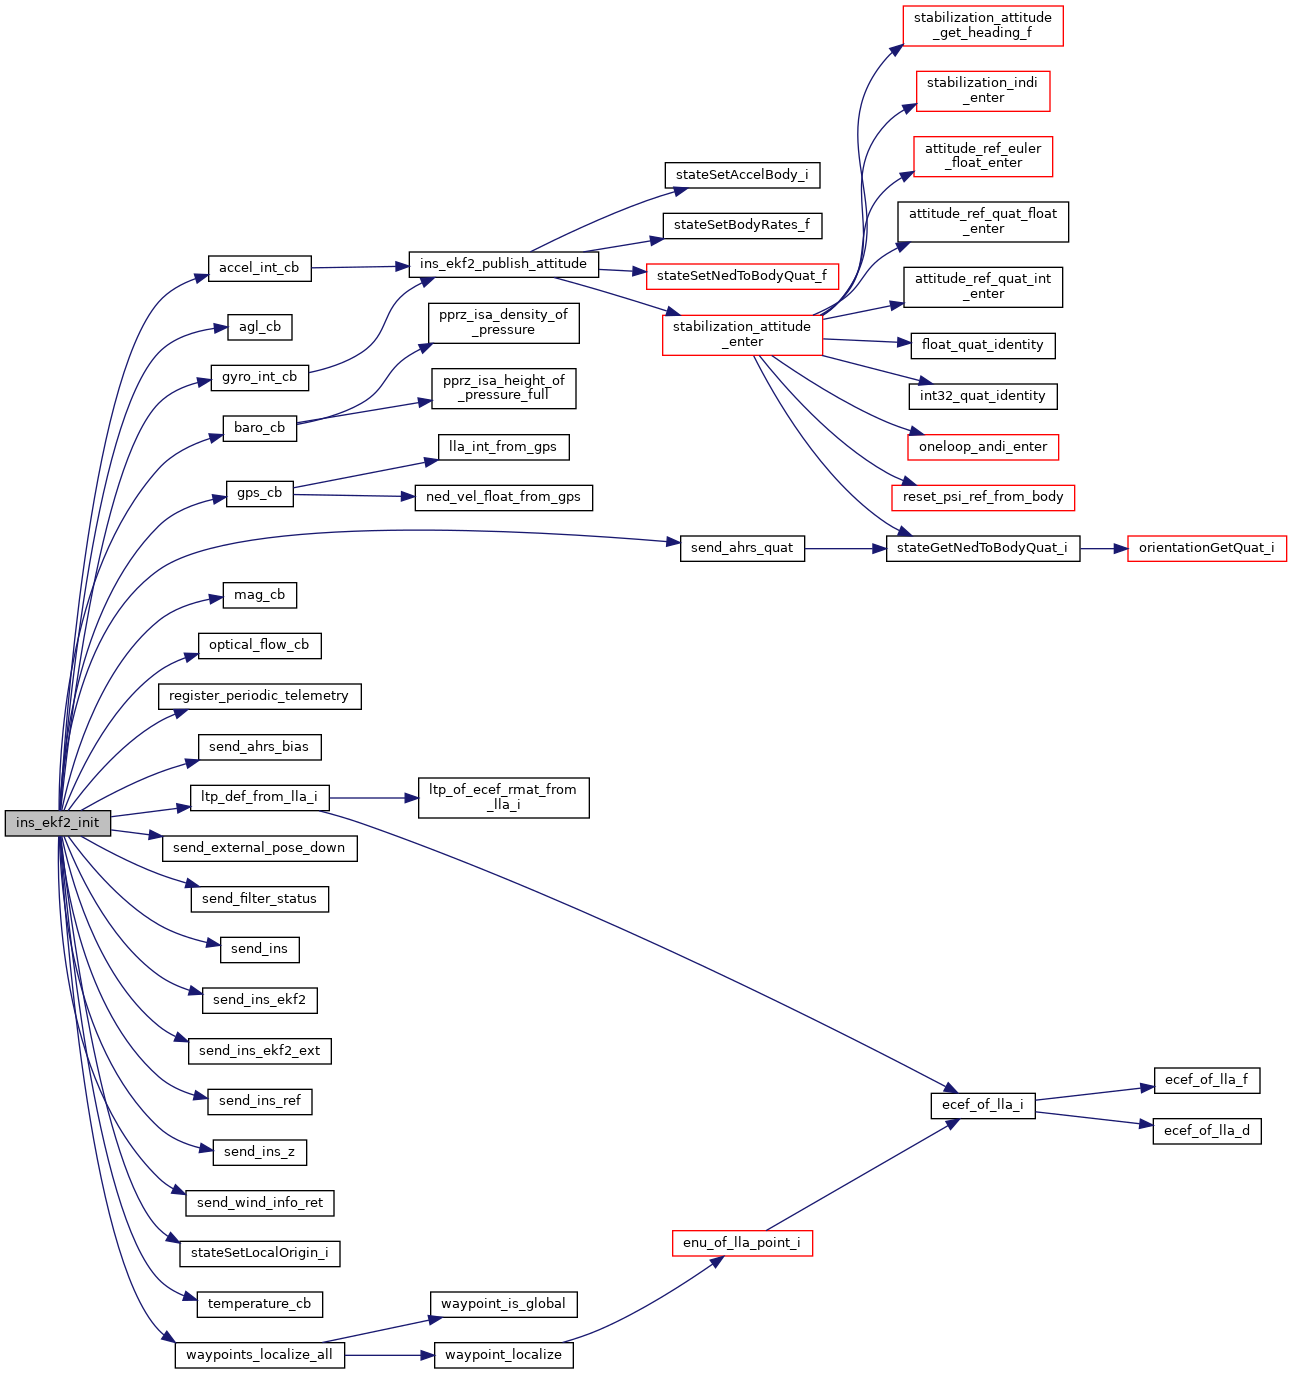 stabilization_attitude
_get_heading_f
stabilization_indi
_enter
attitude_ref_euler
_float_enter
stateSetAccelBody_i
attitude_ref_quat_float
_enter
stateSetBodyRates_f
accel_int_cb
ins_ekf2_publish_attitude
stateSetNedToBodyQuat_f
attitude_ref_quat_int
_enter
agl_cb
pprz_isa_density_of
_pressure
stabilization_attitude
_enter
float_quat_identity
gyro_int_cb
pprz_isa_height_of
_pressure_full
int32_quat_identity
baro_cb
lla_int_from_gps
oneloop_andi_enter
gps_cb
ned_vel_float_from_gps
reset_psi_ref_from_body
send_ahrs_quat
stateGetNedToBodyQuat_i
orientationGetQuat_i
mag_cb
optical_flow_cb
register_periodic_telemetry
send_ahrs_bias
ltp_def_from_lla_i
ltp_of_ecef_rmat_from
_lla_i
ins_ekf2_init
send_external_pose_down
send_filter_status
send_ins
send_ins_ekf2
send_ins_ekf2_ext
ecef_of_lla_f
send_ins_ref
ecef_of_lla_i
ecef_of_lla_d
send_ins_z
send_wind_info_ret
stateSetLocalOrigin_i
enu_of_lla_point_i
temperature_cb
waypoint_is_global
waypoints_localize_all
waypoint_localize